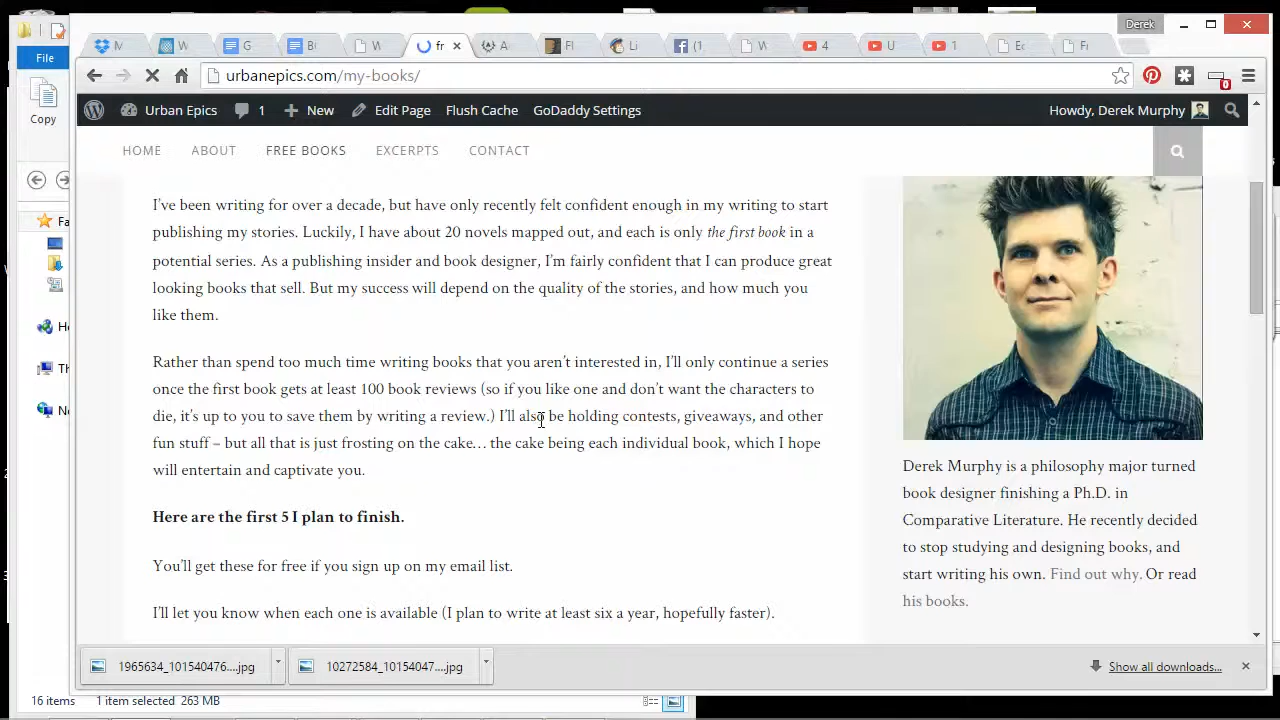 Derek
File
Copy
M
W
G
B
W
fr
A
Fl
Li
(1
W
4
U
1
Ec
Fi
urbanepics.com/my-books/
0
Urban Epics
1
New
Edit Page
Flush Cache
GoDaddy Settings
Howdy, Derek Murphy
HOME
ABOUT
FREE BOOKS
EXCERPTS
CONTACT
I've been writing for over a decade, but have only recently felt confident enough in my writing to start
publishing my stories. Luckily, I have about 20 novels mapped out, and each is only the first book in a
potential series. As a publishing insider and book designer, I'm fairly confident that I can produce great
looking books that sell. But my success will depend on the quality of the stories, and how much you
like them.
Rather than spend too much time writing books that you aren't interested in, I'll only continue a series
once the first book gets at least 100 book reviews (so if you like one and don't want the characters to
die, it's up to you to save them by writing a review.) I'll also be holding contests, giveaways, and other
fun stuff – but all that is just frosting on the cake… the cake being each individual book, which I hope
will entertain and captivate you.
Here are the first 5 I plan to finish.
You'll get these for free if you sign up on my email list.
I'll let you know when each one is available (I plan to write at least six a year, hopefully faster).
Derek Murphy is a philosophy major turned
book designer finishing a Ph.D. in
Comparative Literature. He recently decided
to stop studying and designing books, and
start writing his own. Find out why. Or read
his books.
Fa
He
Th
Ne
1965634_101540476....jpg
10272584_10154047....jpg
Show all downloads...
16 items
1 item selected 263 MB